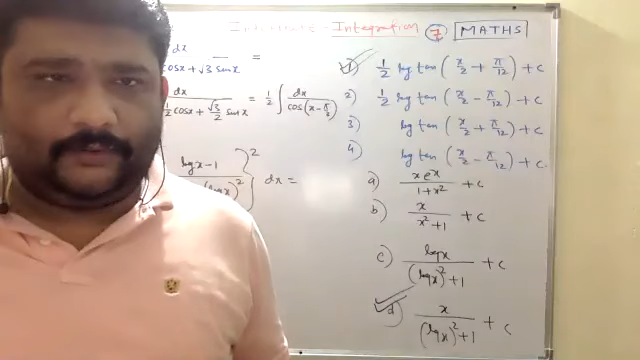 Integration 7 MATHS
dx
cosx + √3 sinx =
dx / ½ cosx + √3/2 sinx = ½ ∫ dx / cos(x − π/3)
{ logx − 1 / (logx)² }² dx =
1) ½ log tan (x/2 + π/12) + C
2) ½ log tan (x/2 − π/12) + C
3) log tan (x/2 + π/12) + C
4) log tan (x/2 − π/12) + C
a) xeˣ / 1 + x² + C
b) x / x² + 1 + C
c) logx / (logx)² + 1 + C
d) x / (logx)² + 1 + C